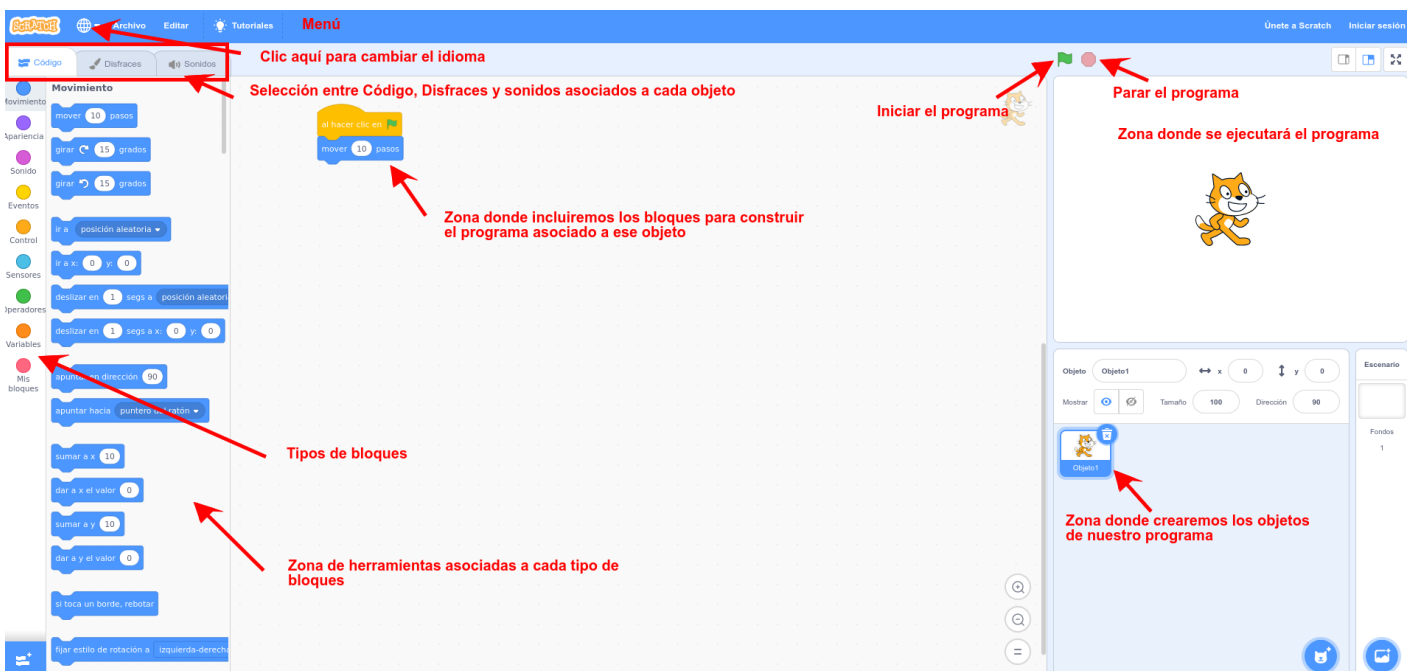 SCRATCH
Archivo Editar Tutoriales Menú Únete a Scratch Iniciar sesión
Clic aquí para cambiar el idioma
Código Disfraces Sonidos
Selección entre Código, Disfraces y sonidos asociados a cada objeto
Iniciar el programa
Parar el programa
Zona donde se ejecutará el programa
Movimiento
Apariencia
Sonido
Eventos
Control
Sensores
Operadores
Variables
Mis
bloques
Movimiento
mover 10 pasos
girar 15 grados
girar 15 grados
ir a posición aleatoria
ir a x: 0 y: 0
deslizar en 1 segs a posición aleatori
deslizar en 1 segs a x: 0 y: 0
apuntar en dirección 90
apuntar hacia puntero del ratón
sumar a x 10
dar a x el valor 0
sumar a y 10
dar a y el valor 0
si toca un borde, rebotar
fijar estilo de rotación a izquierda-derech
al hacer clic en
mover 10 pasos
Zona donde incluiremos los bloques para construir
el programa asociado a ese objeto
Tipos de bloques
Zona de herramientas asociadas a cada tipo de
bloques
Objeto Objeto1 x 0 y 0
Mostrar Tamaño 100 Dirección 90
Objeto1
Zona donde crearemos los objetos
de nuestro programa
Escenario
Fondos
1